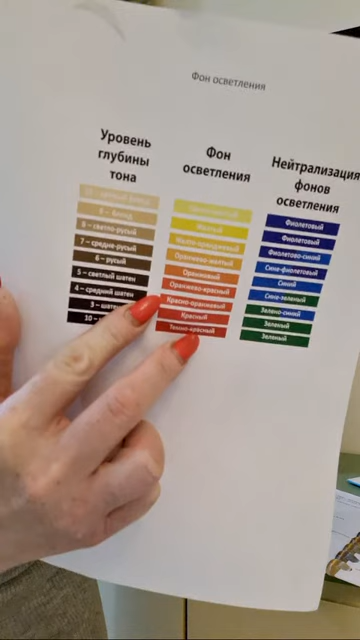 Фон осветления
Уровень
глубины
тона
Фон
осветления
Нейтрализация
фонов
осветления
9 – блонд
8 – светло-русый
7 – средне-русый
6 – русый
5 – светлый шатен
4 – средний шатен
3 –
Желтый
Желто-оранжевый
Оранжево-желтый
Оранжевый
Оранжево-красный
Красно-оранжевый
Красный
Темно-красный
Фиолетовый
Фиолетовый
Фиолетово-синий
Сине-фиолетовый
Синий
Сине-зеленый
Зелено-синий
Зеленый
Зеленый